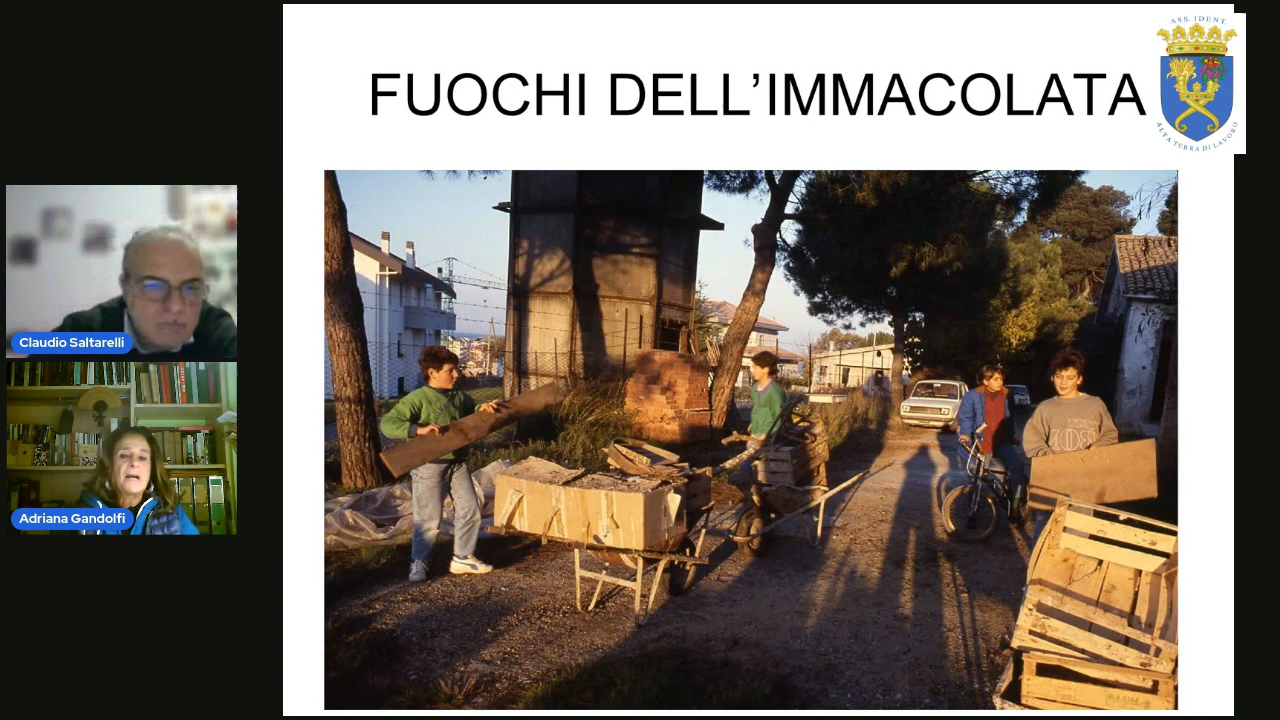 FUOCHI DELL’IMMACOLATA
ASS. IDENT.
ALTA TERRA DI LAVORO
Claudio Saltarelli
Adriana Gandolfi